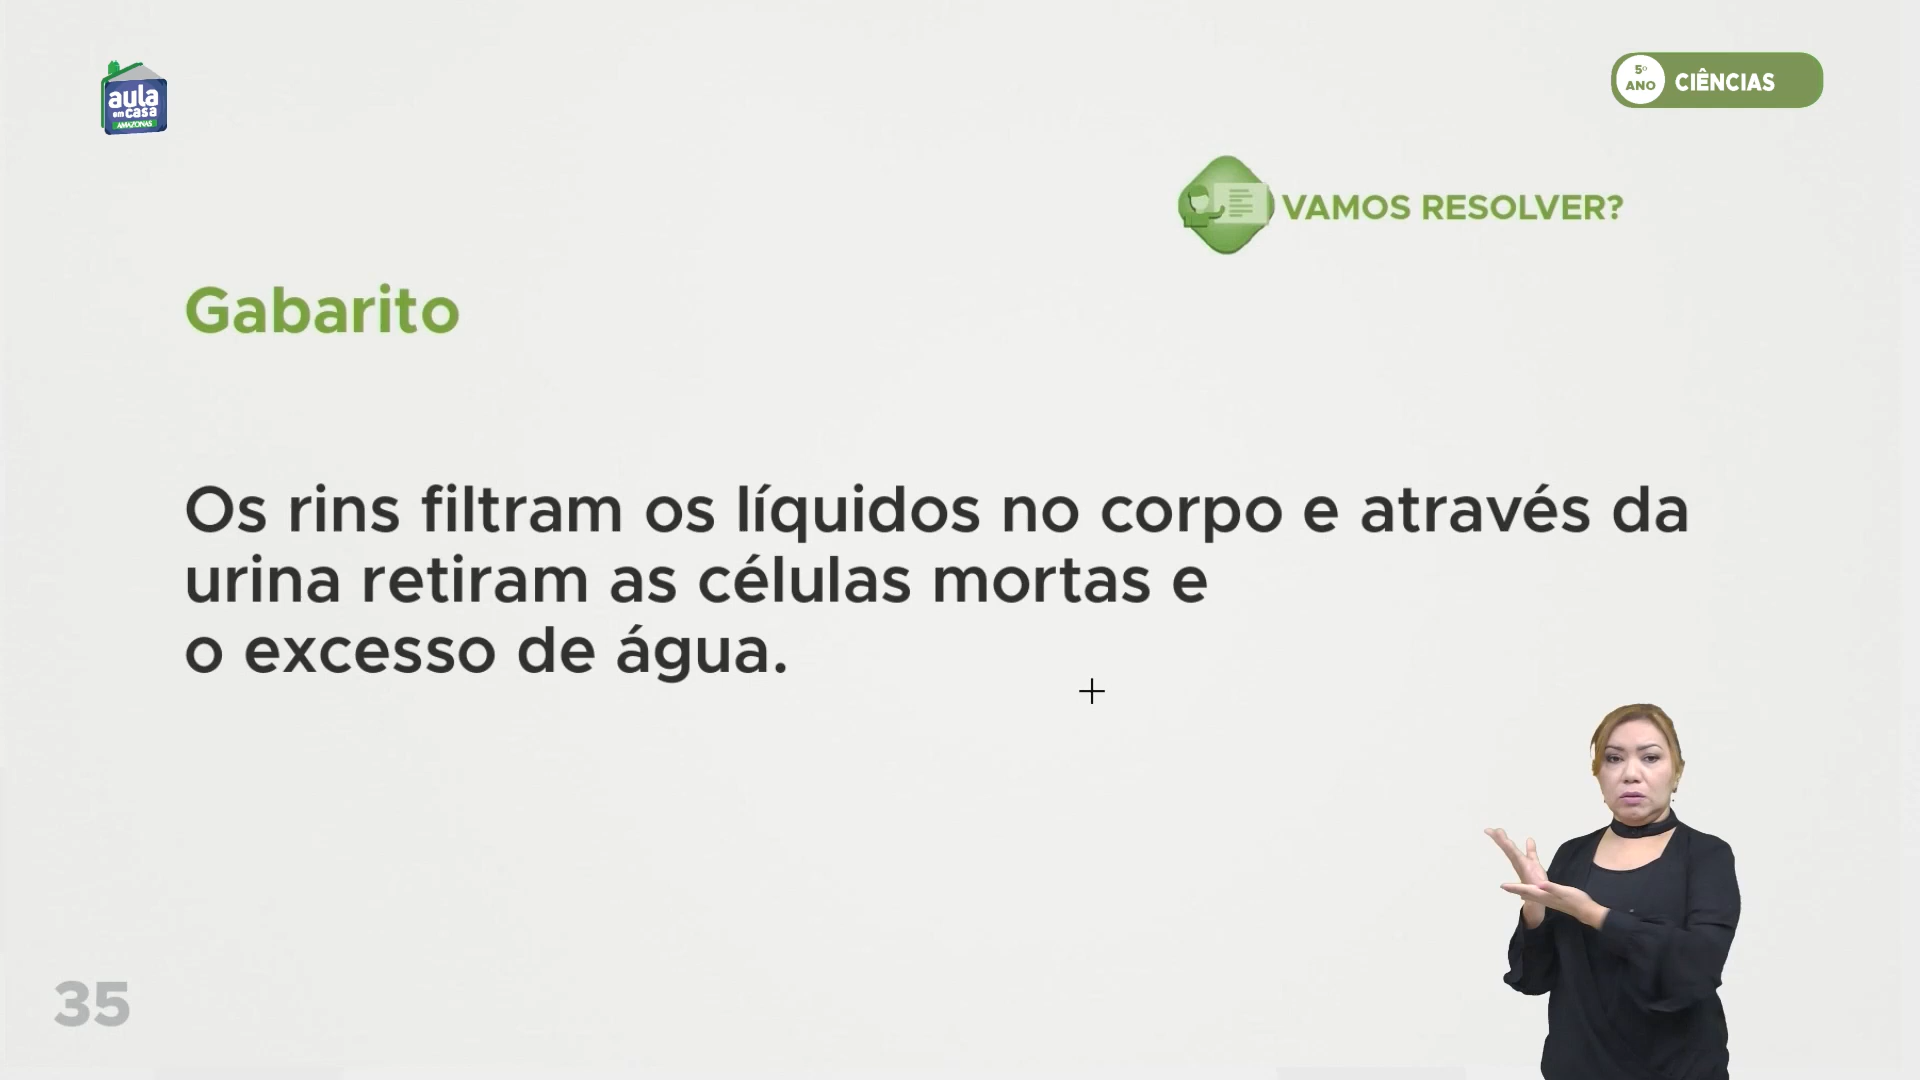 aula
em casa
AMAZONAS
5º
ANO
CIÊNCIAS
VAMOS RESOLVER?
Gabarito
Os rins filtram os líquidos no corpo e através da
urina retiram as células mortas e
o excesso de água.
35